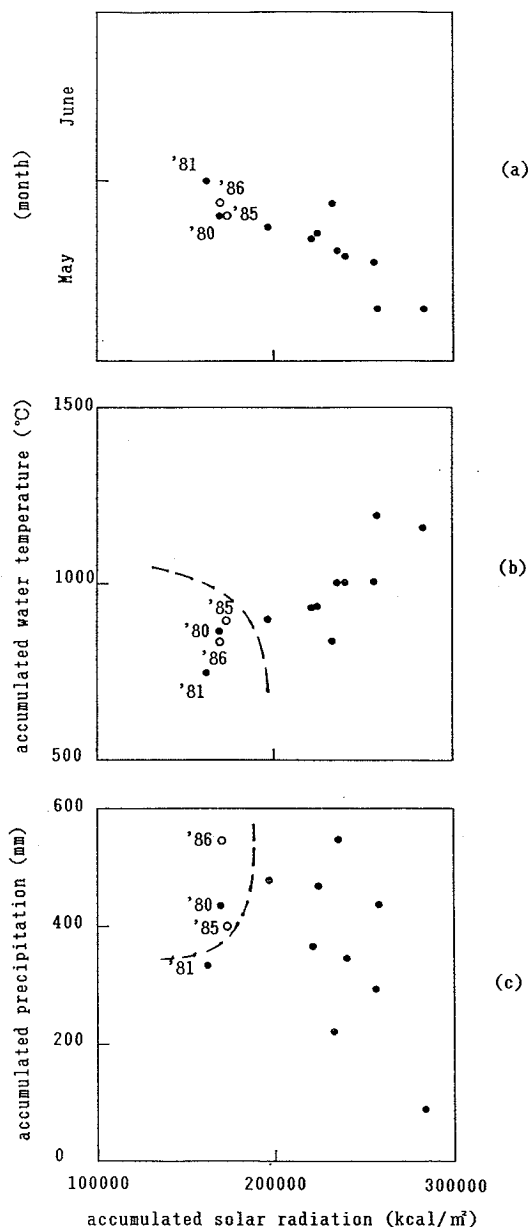 June
(month)
May
'81
'86
'85
'80
(a)
1500
1000
500
accumulated water temperature (℃)
'85
'80
'86
'81
(b)
600
400
200
0
accumulated precipitation (mm)
'86
'80
'85
'81
(c)
100000 200000 300000
accumulated solar radiation (kcal/㎡)